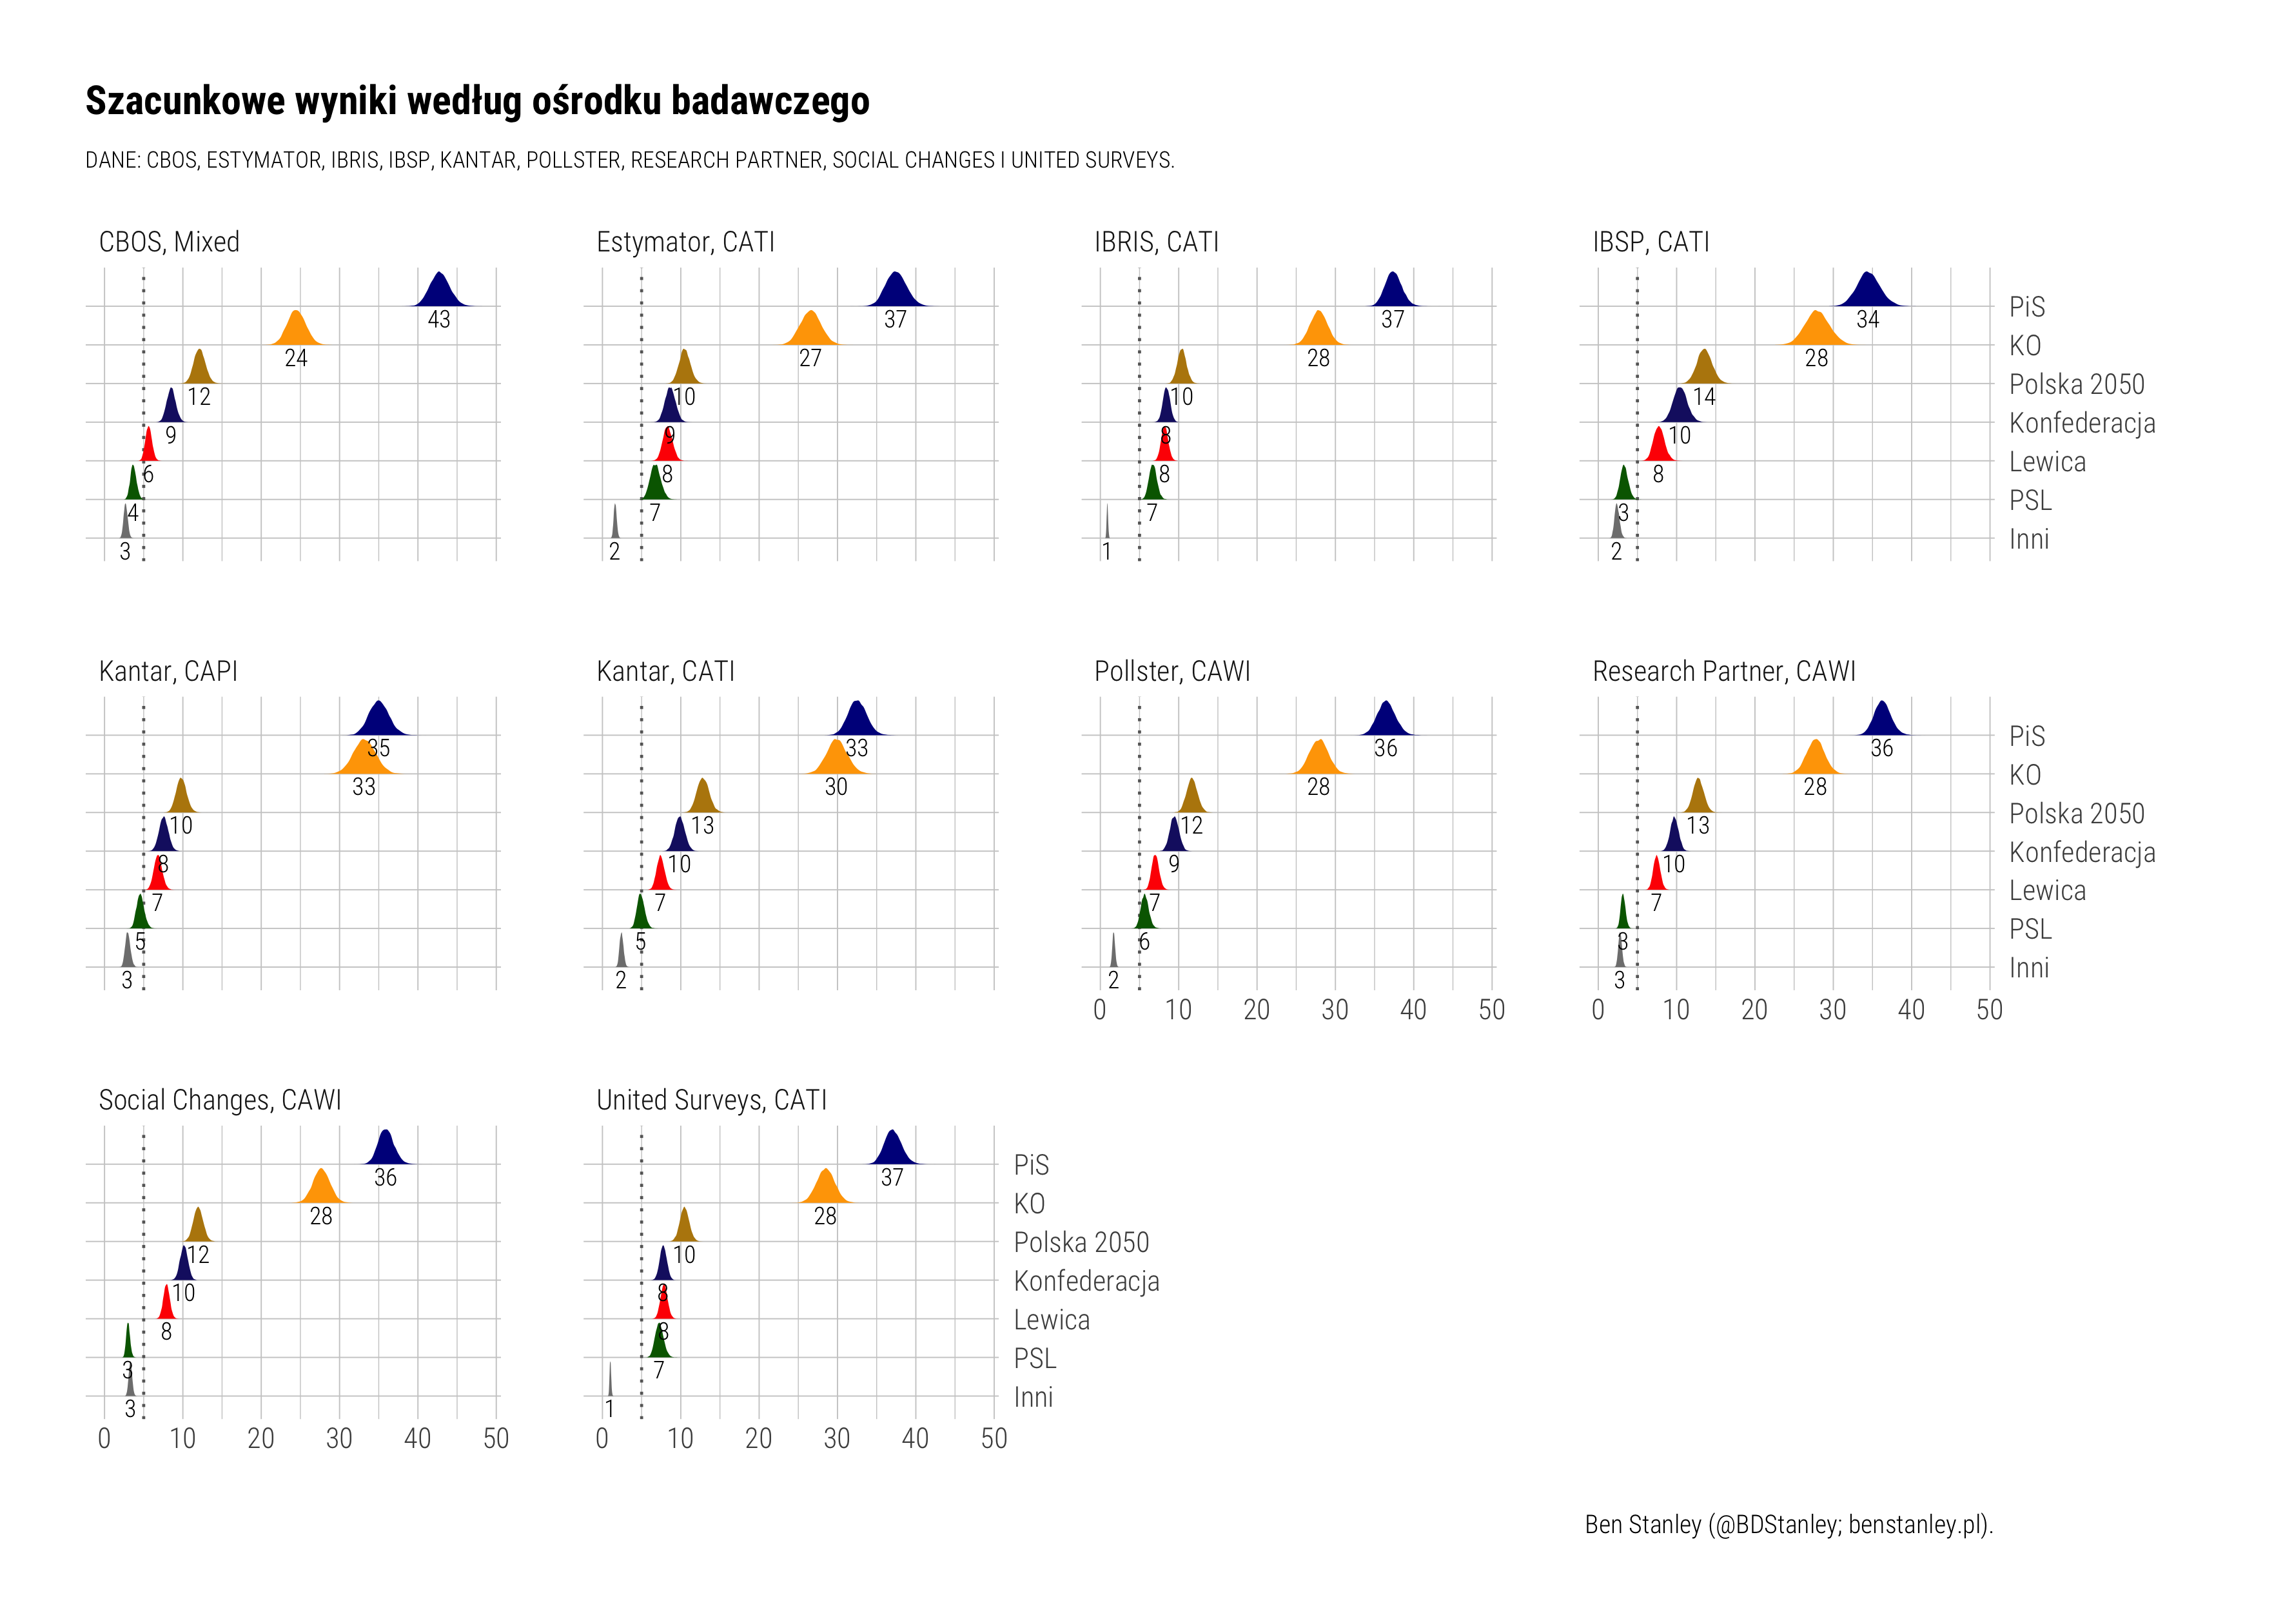 Szacunkowe wyniki według ośrodku badawczego
DANE: CBOS, ESTYMATOR, IBRIS, IBSP, KANTAR, POLLSTER, RESEARCH PARTNER, SOCIAL CHANGES I UNITED SURVEYS.
CBOS, Mixed
43
24
12
9
6
4
3
Estymator, CATI
37
27
10
9
8
7
2
IBRIS, CATI
37
28
10
8
8
7
1
IBSP, CATI
34
28
14
10
8
3
2
PiS
KO
Polska 2050
Konfederacja
Lewica
PSL
Inni
Kantar, CAPI
35
33
10
8
7
5
3
Kantar, CATI
33
30
13
10
7
5
2
Pollster, CAWI
36
28
12
9
7
6
2
0 10 20 30 40 50
Research Partner, CAWI
36
28
13
10
7
3
3
0 10 20 30 40 50
PiS
KO
Polska 2050
Konfederacja
Lewica
PSL
Inni
Social Changes, CAWI
36
28
12
10
8
3
3
0 10 20 30 40 50
United Surveys, CATI
37
28
10
8
8
7
1
0 10 20 30 40 50
PiS
KO
Polska 2050
Konfederacja
Lewica
PSL
Inni
Ben Stanley (@BDStanley; benstanley.pl).